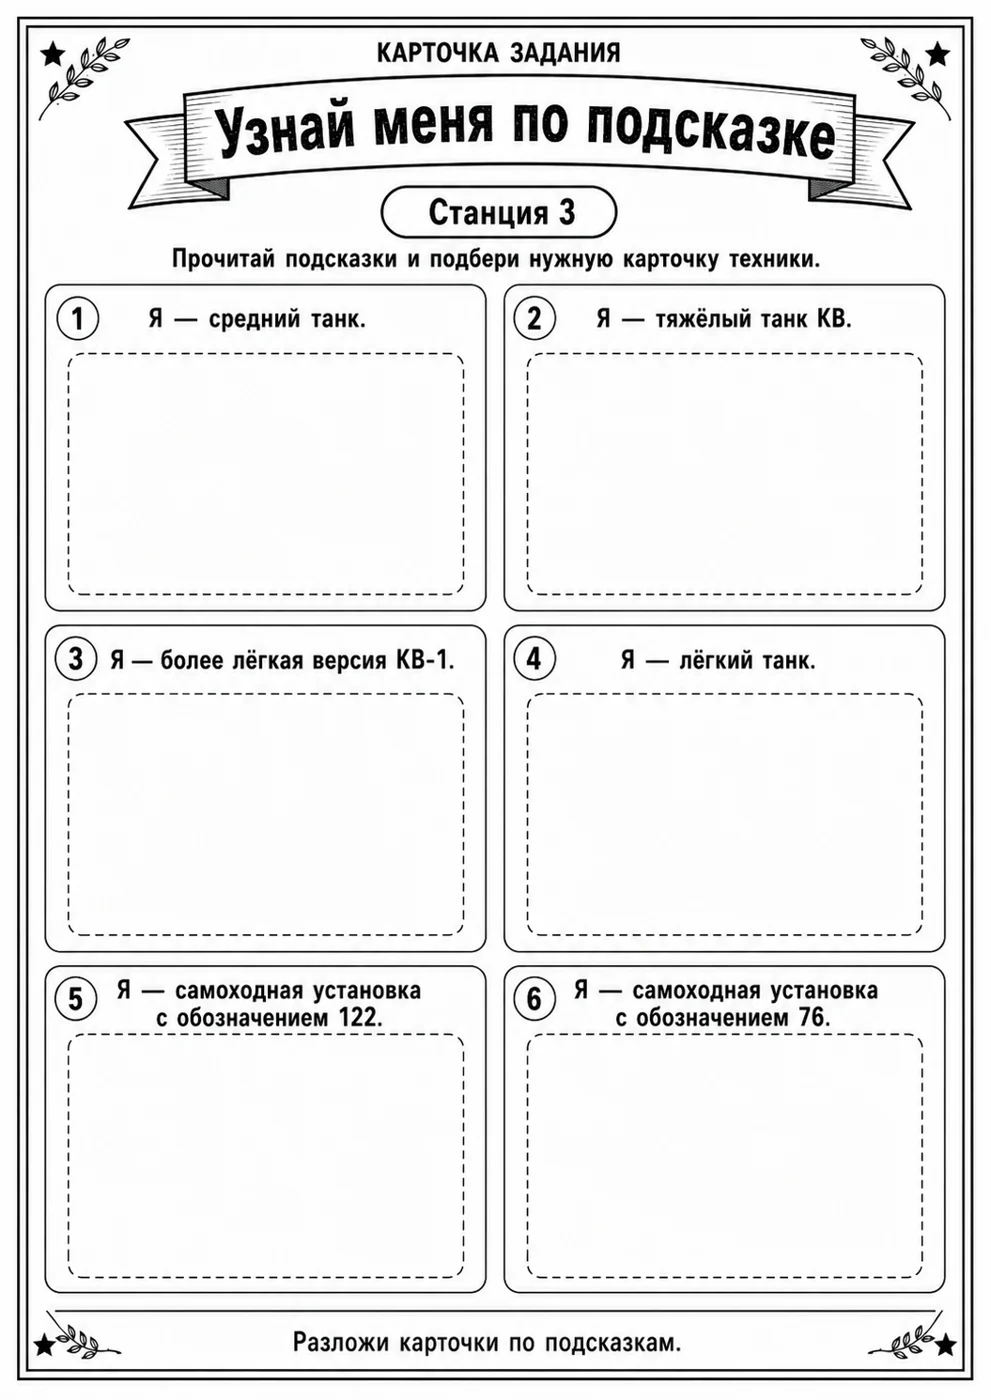 КАРТОЧКА ЗАДАНИЯ
Узнай меня по подсказке
Станция 3
Прочитай подсказки и подбери нужную карточку техники.
1 Я — средний танк.
2 Я — тяжёлый танк КВ.
3 Я — более лёгкая версия КВ-1.
4 Я — лёгкий танк.
5 Я — самоходная установка
с обозначением 122.
6 Я — самоходная установка
с обозначением 76.
Разложи карточки по подсказкам.